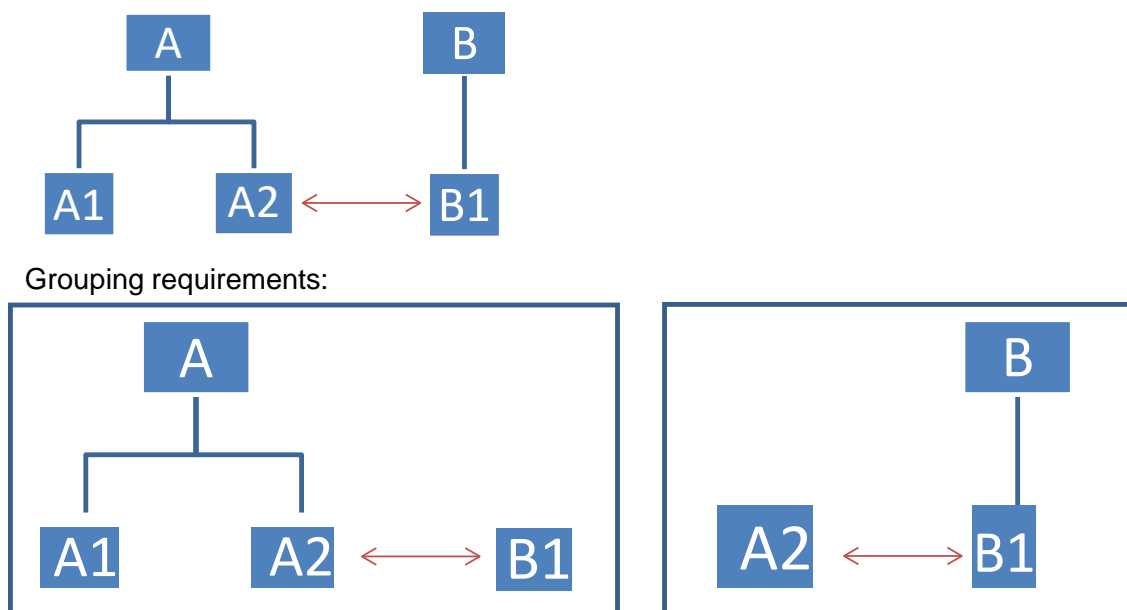 A B
A1 A2 B1
Grouping requirements:
A B
A1 A2 B1 A2 B1